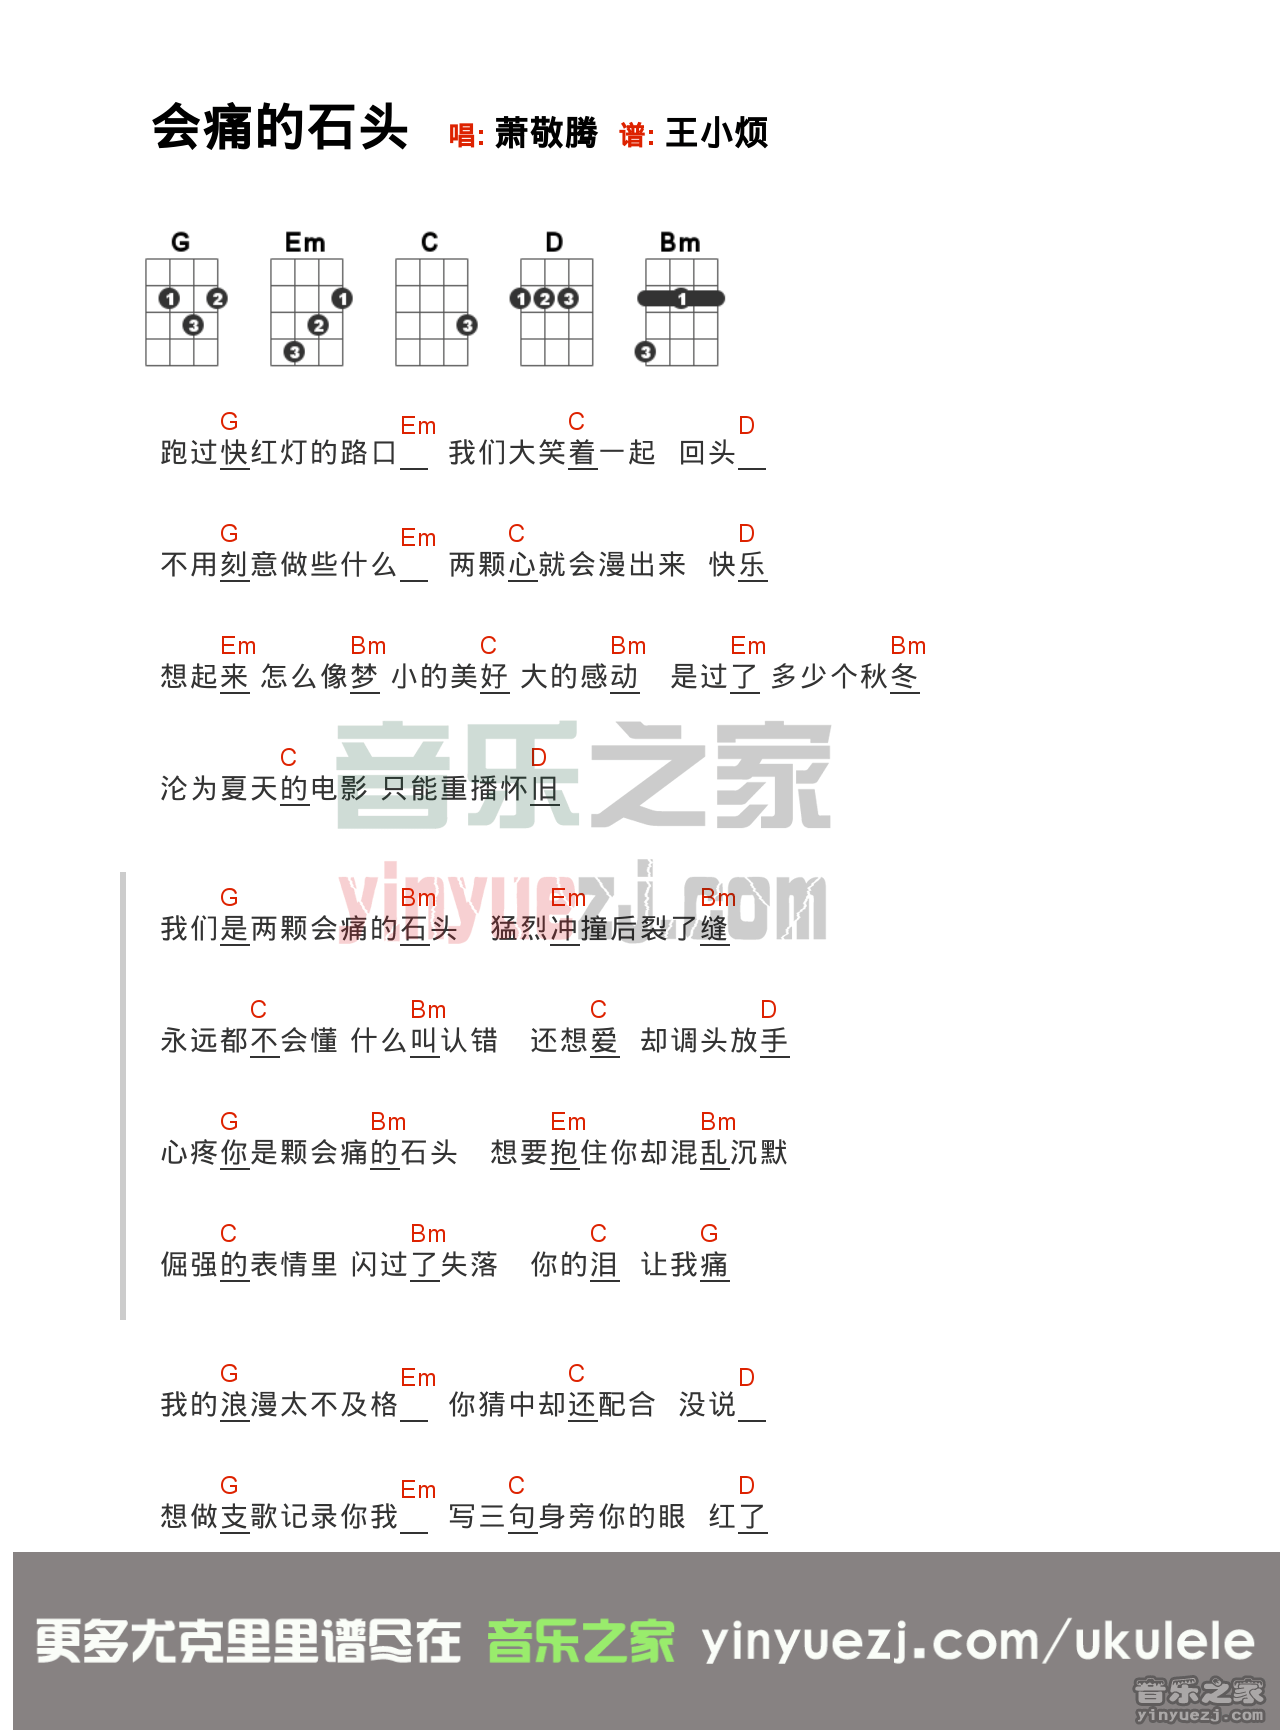 会痛的石头 唱: 萧敬腾 谱: 王小烦
G Em C D Bm
1 2 3 1 2 3 3 1 2 3 1 3
G Em C D
跑过快红灯的路口__ 我们大笑着一起 回头__
G Em C D
不用刻意做些什么__ 两颗心就会漫出来 快乐
Em Bm C Bm Em Bm
想起来 怎么像梦 小的美好 大的感动 是过了 多少个秋冬
音乐之家
C D
沦为夏天的电影 只能重播怀旧
yinyuezj.com
G Bm Em Bm
我们是两颗会痛的石头 猛烈冲撞后裂了缝
C Bm C D
永远都不会懂 什么叫认错 还想爱 却调头放手
G Bm Em Bm
心疼你是颗会痛的石头 想要抱住你却混乱沉默
C Bm C G
倔强的表情里 闪过了失落 你的泪 让我痛
G Em C D
我的浪漫太不及格__ 你猜中却还配合 没说__
G Em C D
想做支歌记录你我__ 写三句身旁你的眼 红了
更多尤克里里谱尽在 音乐之家 yinyuezj.com/ukulele
音乐之家
yinyuezj.com